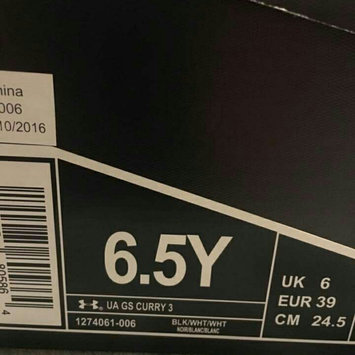 006
10/2016
6.5Y
UK 6
EUR 39
CM 24.5
UA GS CURRY 3
1274061-006
BLK/WHT/WHT
NOIR/BLANC/BLANC
4